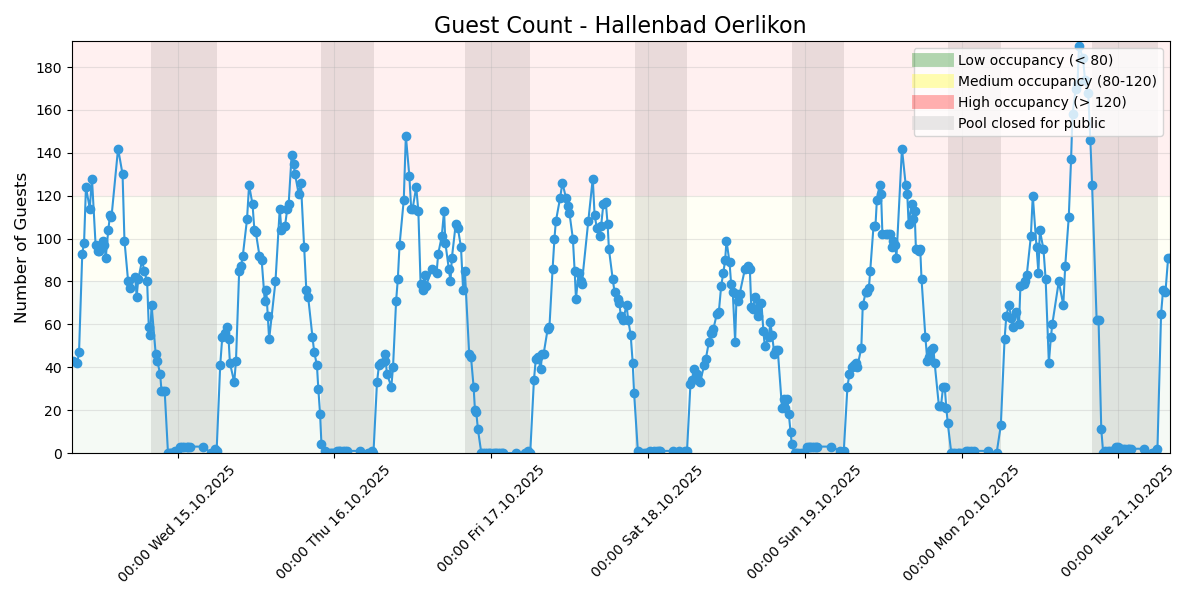 Guest Count - Hallenbad Oerlikon
Low occupancy (< 80)
Medium occupancy (80-120)
High occupancy (> 120)
Pool closed for public
Number of Guests
180
160
140
120
100
80
60
40
20
0
00:00 Wed 15.10.2025
00:00 Thu 16.10.2025
00:00 Fri 17.10.2025
00:00 Sat 18.10.2025
00:00 Sun 19.10.2025
00:00 Mon 20.10.2025
00:00 Tue 21.10.2025